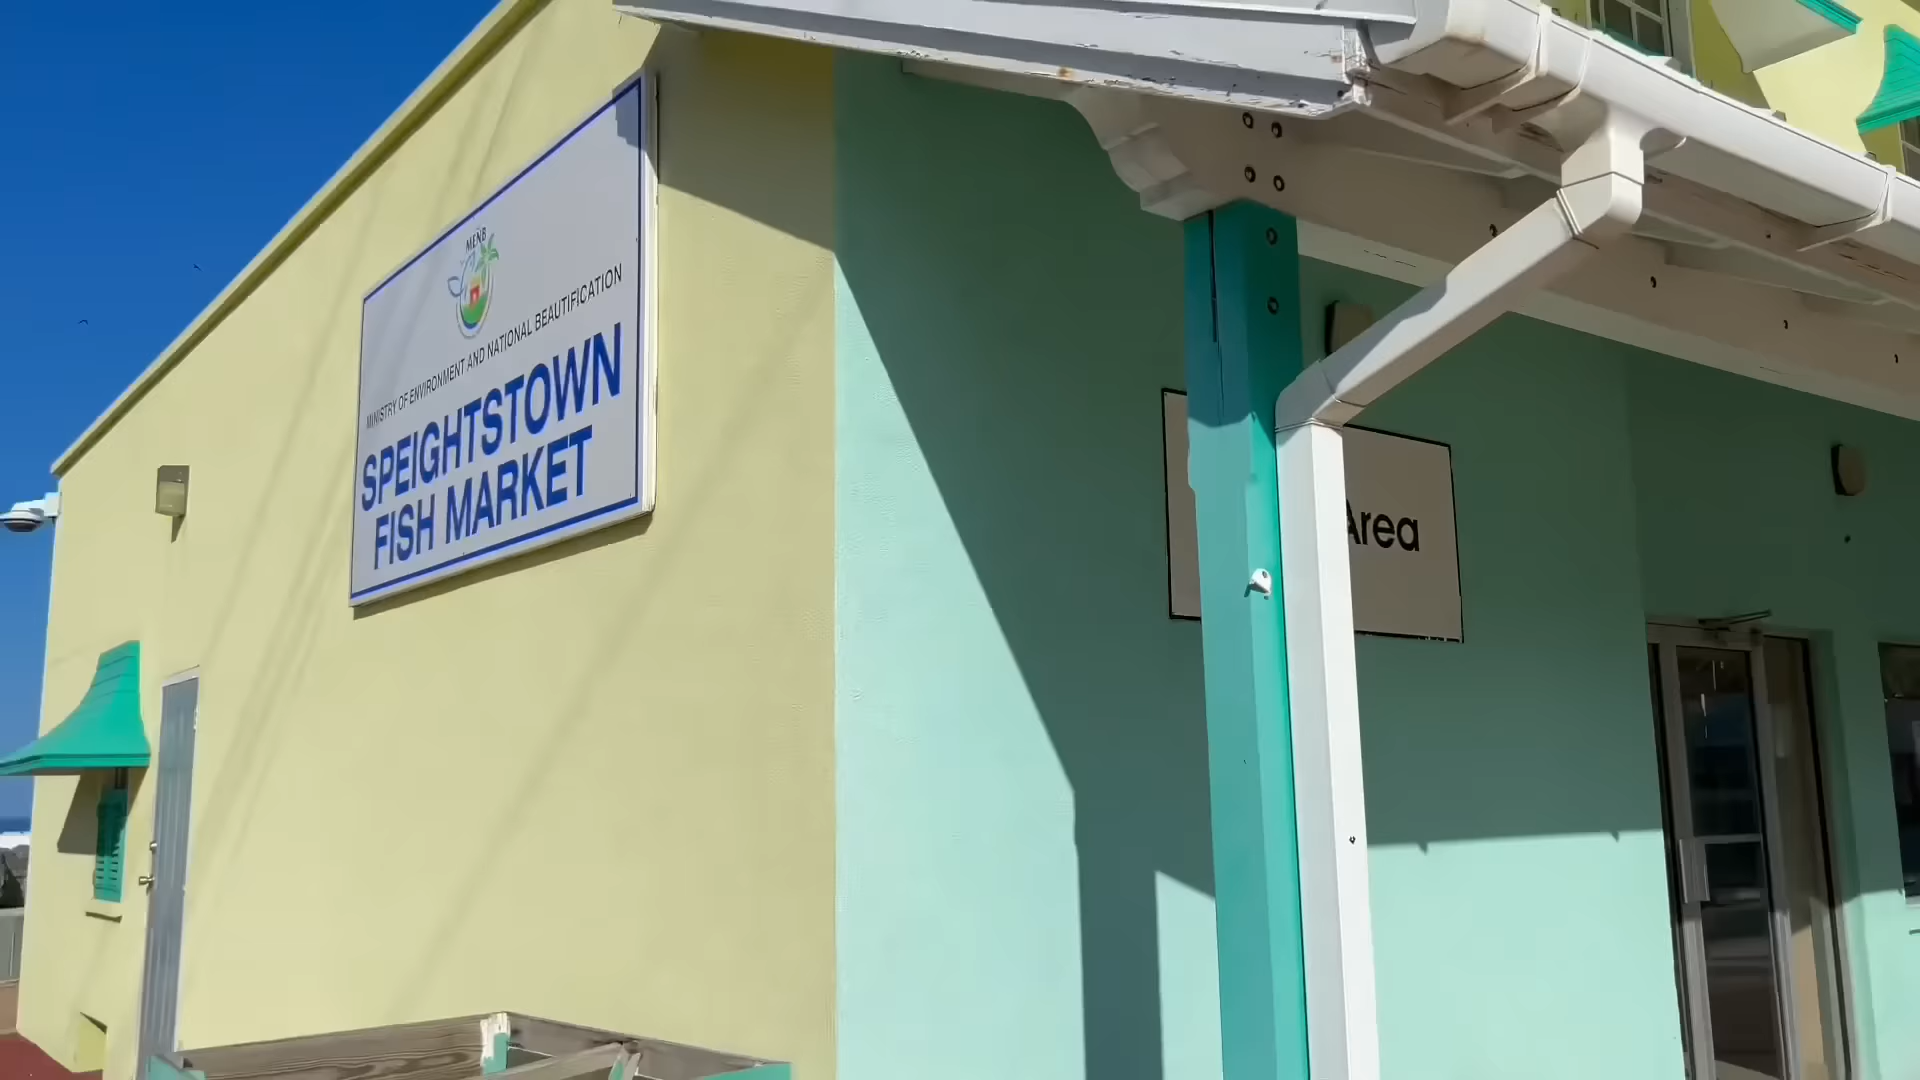 MENB
MINISTRY OF ENVIRONMENT AND NATIONAL BEAUTIFICATION
SPEIGHTSTOWN
FISH MARKET
Area